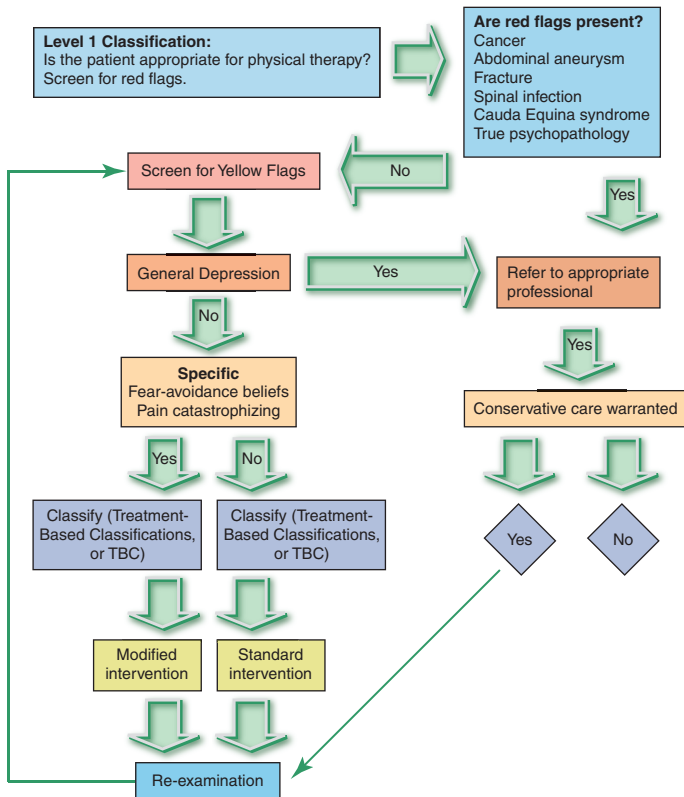 Level 1 Classification:
Is the patient appropriate for physical therapy?
Screen for red flags.
Are red flags present?
Cancer
Abdominal aneurysm
Fracture
Spinal infection
Cauda Equina syndrome
True psychopathology
No
Yes
Screen for Yellow Flags
General Depression
Yes
Refer to appropriate
professional
No
Yes
Specific
Fear-avoidance beliefs
Pain catastrophizing
Conservative care warranted
Yes
No
Classify (Treatment-
Based Classifications,
or TBC)
Classify (Treatment-
Based Classifications,
or TBC)
Yes
No
Modified
intervention
Standard
intervention
Re-examination